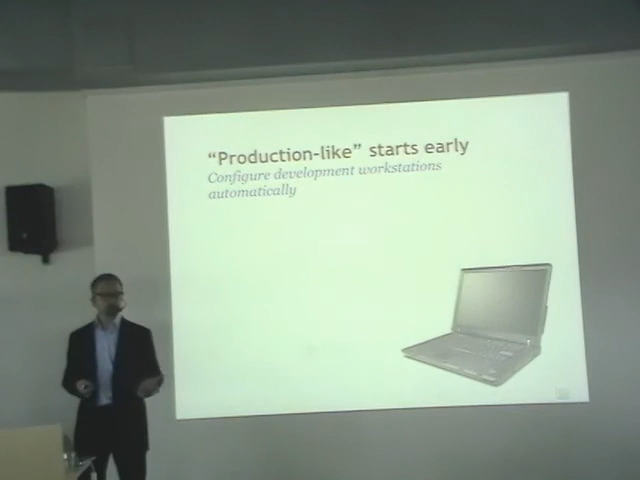 “Production-like” starts early
Configure development workstations
automatically